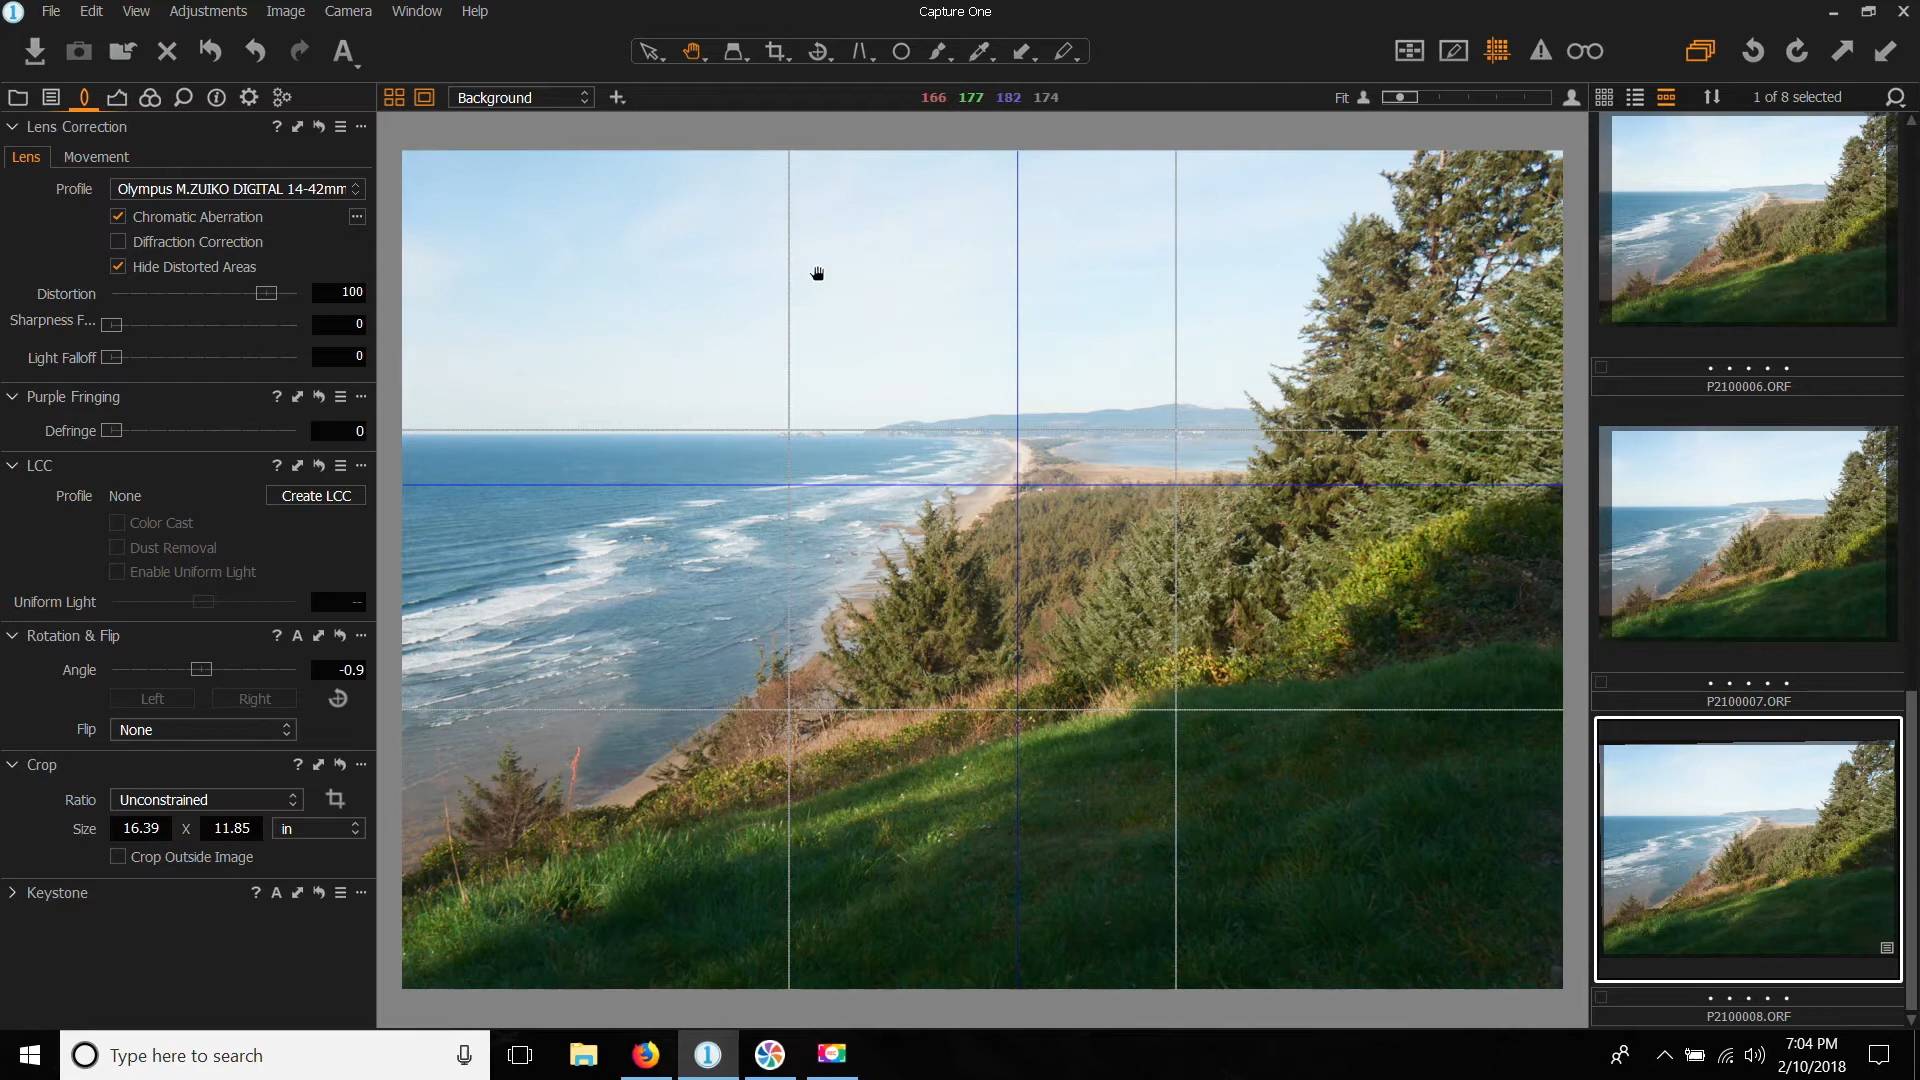 1 File Edit View Adjustments Image Camera Window Help Capture One
A
Background 166 177 182 174 Fit 1 of 8 selected
Lens Correction ? ...
Lens Movement
Profile Olympus M.ZUIKO DIGITAL 14-42mm
Chromatic Aberration ...
Diffraction Correction
Hide Distorted Areas
Distortion 100
Sharpness F... 0
Light Falloff 0
Purple Fringing ? ...
Defringe 0
LCC ? ...
Profile None Create LCC
Color Cast
Dust Removal
Enable Uniform Light
Uniform Light --
Rotation & Flip ? A ...
Angle -0.9
Left Right
Flip None
Crop ? ...
Ratio Unconstrained
Size 16.39 X 11.85 in
Crop Outside Image
Keystone ? A ...
P2100006.ORF
P2100007.ORF
P2100008.ORF
Type here to search 1 REC 7:04 PM
2/10/2018